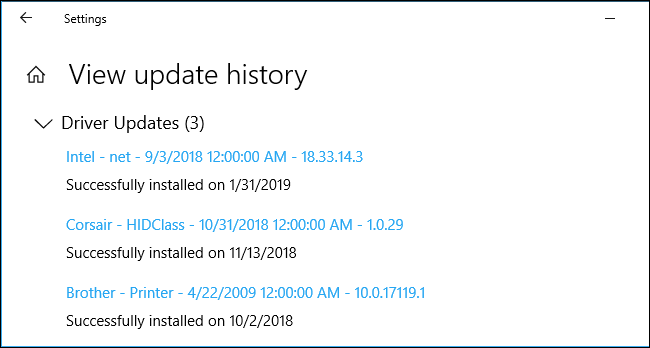 Settings
View update history
Driver Updates (3)
Intel - net - 9/3/2018 12:00:00 AM - 18.33.14.3
Successfully installed on 1/31/2019
Corsair - HIDClass - 10/31/2018 12:00:00 AM - 1.0.29
Successfully installed on 11/13/2018
Brother - Printer - 4/22/2009 12:00:00 AM - 10.0.17119.1
Successfully installed on 10/2/2018